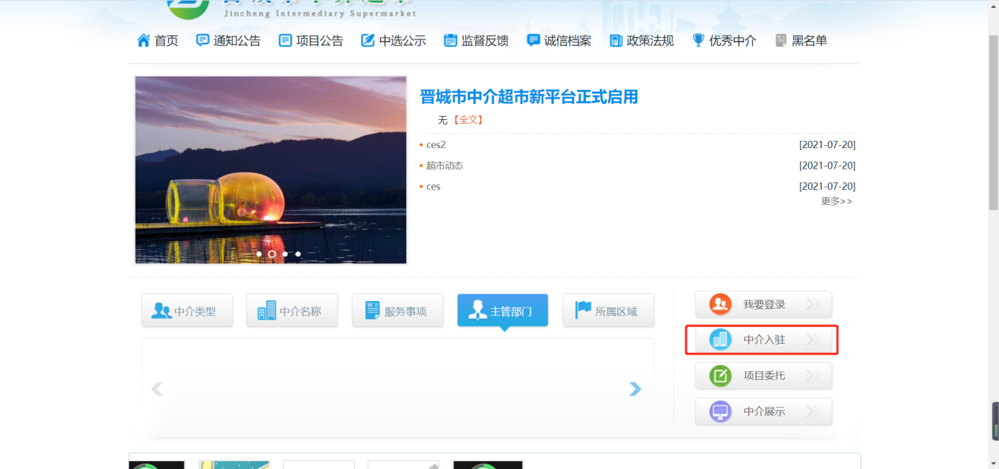 Jincheng Intermediary Supermarket
首页 通知公告 项目公告 中选公示 监督反馈 诚信档案 政策法规 优秀中介 黑名单
晋城市中介超市新平台正式启用
无【全文】
ces2 [2021-07-20]
超市动态 [2021-07-20]
ces [2021-07-20]
更多>>
中介类型 中介名称 服务事项 主管部门 所属区域
我要登录
中介入驻
项目委托
中介展示